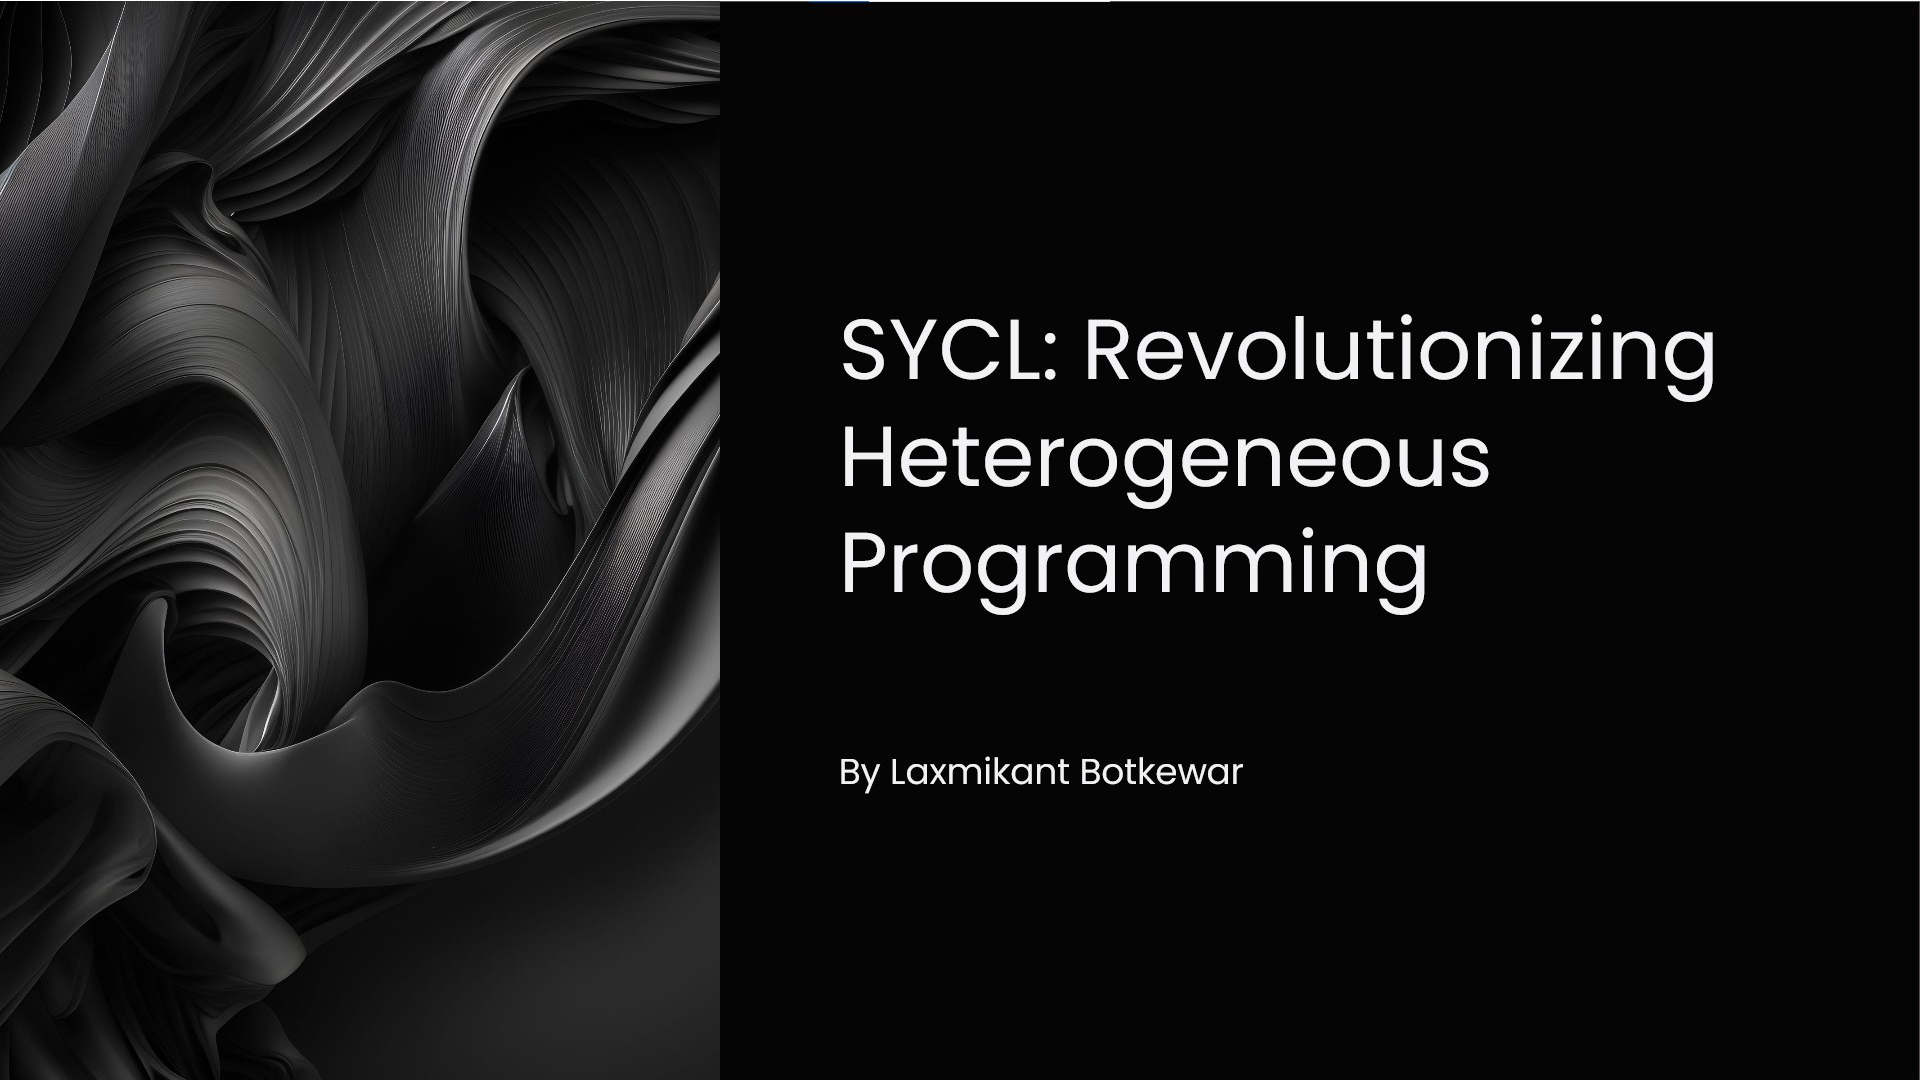 SYCL: Revolutionizing
Heterogeneous
Programming
By Laxmikant Botkewar